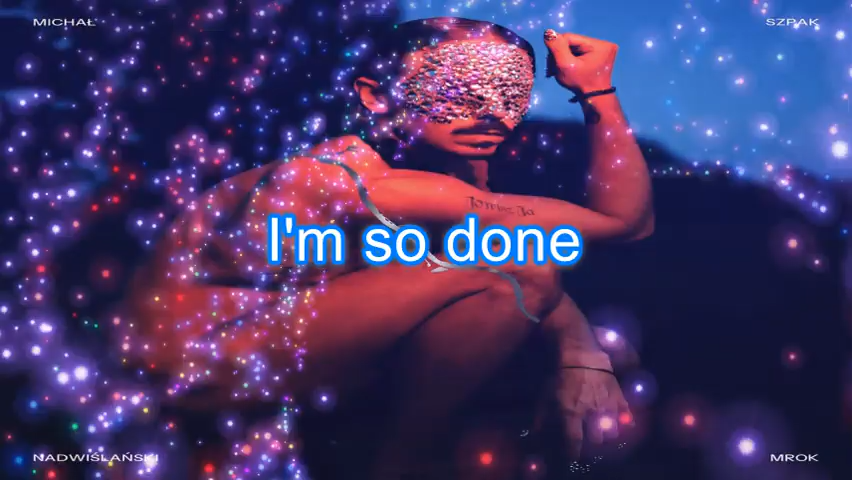 MICHAŁ
SZPAK
I'm so done
NADWIŚLAŃSKI
MROK